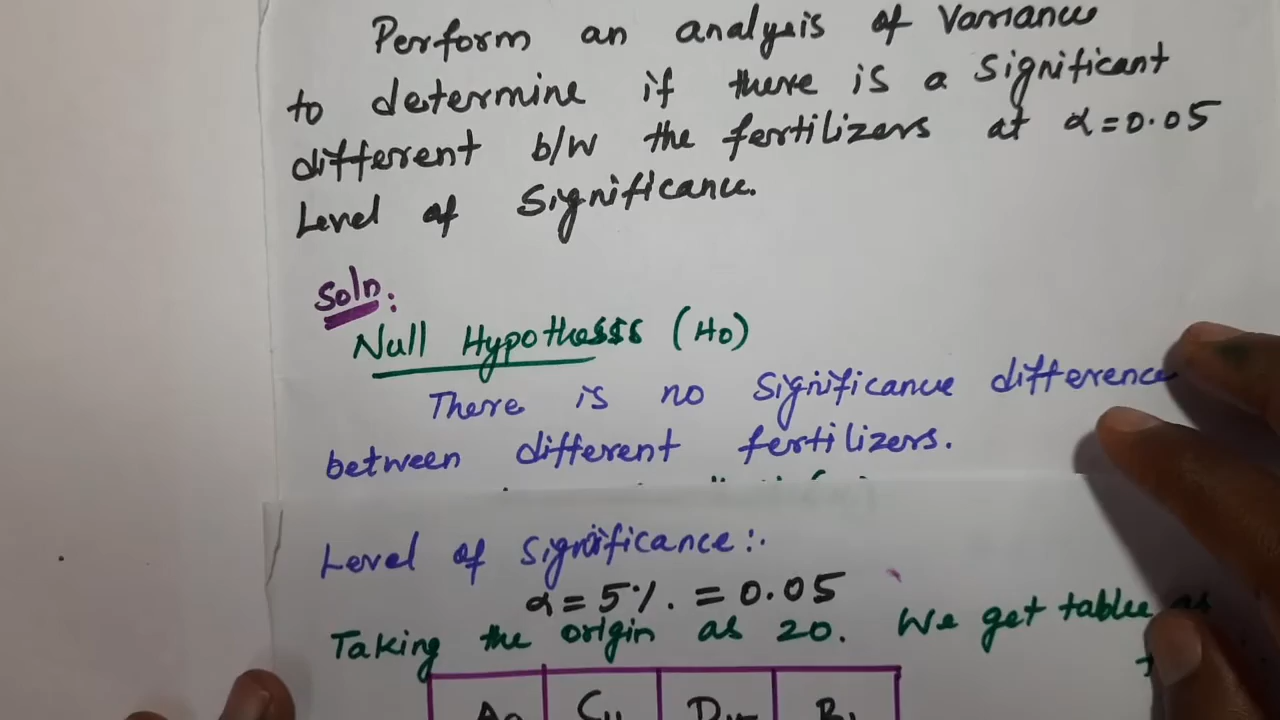 Perform an analysis of Variance
to determine if there is a Significant
different b/w the fertilizers at α=0.05
Level of Significance.
Soln:
Null Hypothesis (H0)
There is no Significance difference
between different fertilizers.
Level of Significance:
α = 5%. = 0.05
Taking the origin as 20. We get table as